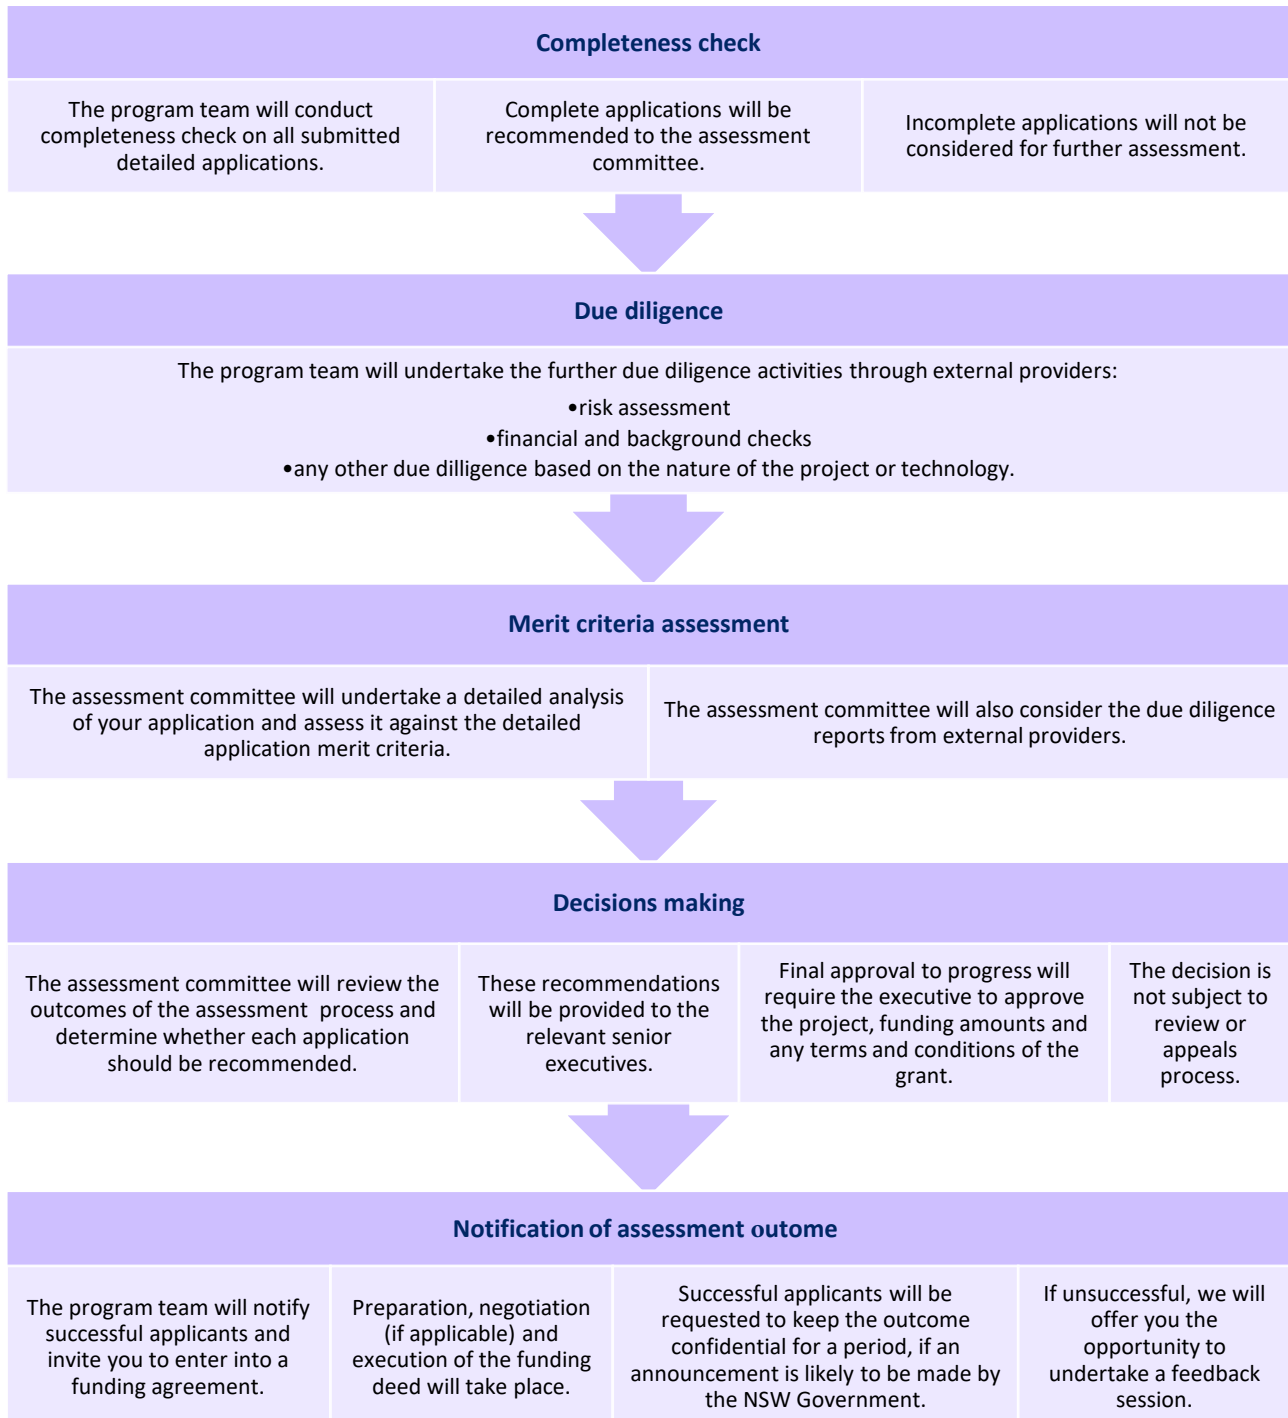 Completeness check
The program team will conduct
completeness check on all submitted
detailed applications.
Complete applications will be
recommended to the assessment
committee.
Incomplete applications will not be
considered for further assessment.
Due diligence
The program team will undertake the further due diligence activities through external providers:
•risk assessment
•financial and background checks
•any other due dilligence based on the nature of the project or technology.
Merit criteria assessment
The assessment committee will undertake a detailed analysis
of your application and assess it against the detailed
application merit criteria.
The assessment committee will also consider the due diligence
reports from external providers.
Decisions making
The assessment committee will review the
outcomes of the assessment process and
determine whether each application
should be recommended.
These recommendations
will be provided to the
relevant senior
executives.
Final approval to progress will
require the executive to approve
the project, funding amounts and
any terms and conditions of the
grant.
The decision is
not subject to
review or
appeals
process.
Notification of assessment outome
The program team will notify
successful applicants and
invite you to enter into a
funding agreement.
Preparation, negotiation
(if applicable) and
execution of the funding
deed will take place.
Successful applicants will be
requested to keep the outcome
confidential for a period, if an
announcement is likely to be made by
the NSW Government.
If unsuccessful, we will
offer you the
opportunity to
undertake a feedback
session.